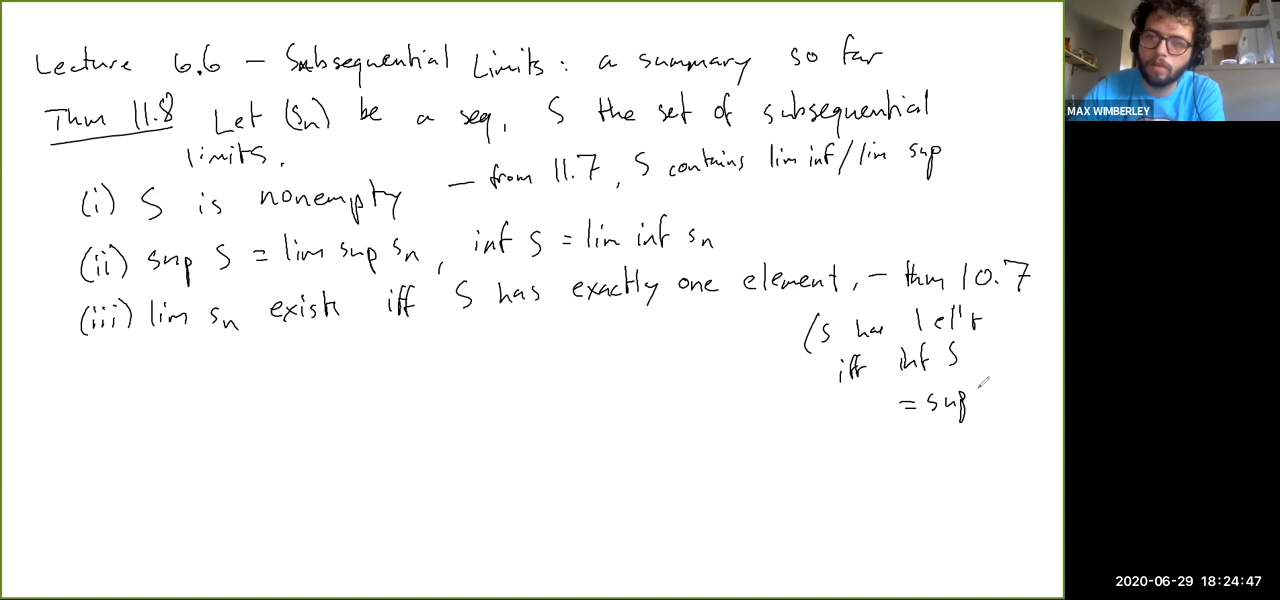 Lecture 6.6 – Subsequential Limits: a summary so far
Thm 11.8 Let (sn) be a seq, S the set of subsequential
limits.
(i) S is nonempty — from 11.7, S contains lim inf/lim sup
(ii) sup S = lim sup sn, inf S = lim inf sn
(iii) lim sn exists iff S has exactly one element, – thm 10.7
(S has 1 el't
iff inf S
= sup
MAX WIMBERLEY
2020-06-29 18:24:47